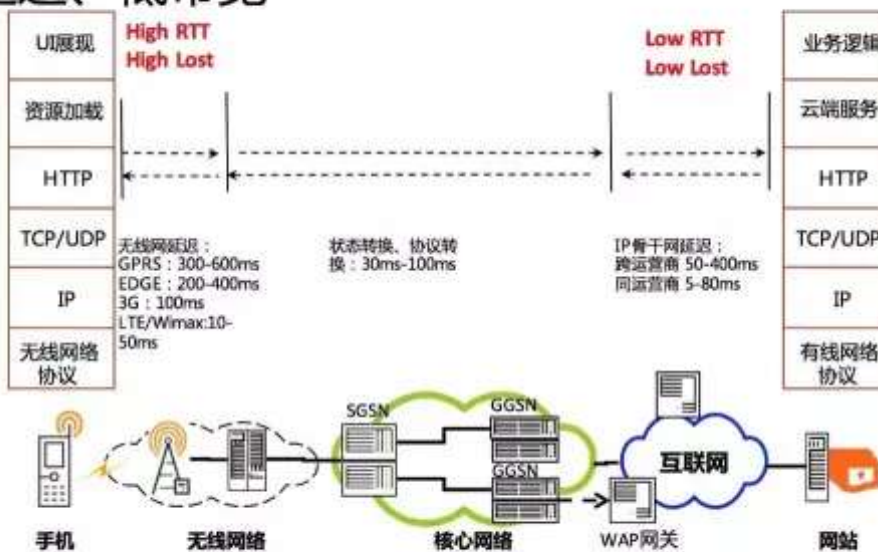 低带宽
UI展现
High RTT
High Lost
Low RTT
Low Lost
业务逻辑
资源加载
云端服务
HTTP
HTTP
TCP/UDP
TCP/UDP
无线网延迟：
GPRS：300-600ms
EDGE：200-400ms
3G：100ms
LTE/Wimax:10-
50ms
状态转换、协议转
换：30ms-100ms
IP骨干网延迟：
跨运营商 50-400ms
同运营商 5-80ms
IP
IP
无线网络
协议
有线网络
协议
SGSN
GGSN
GGSN
互联网
手机
无线网络
核心网络
WAP网关
网站